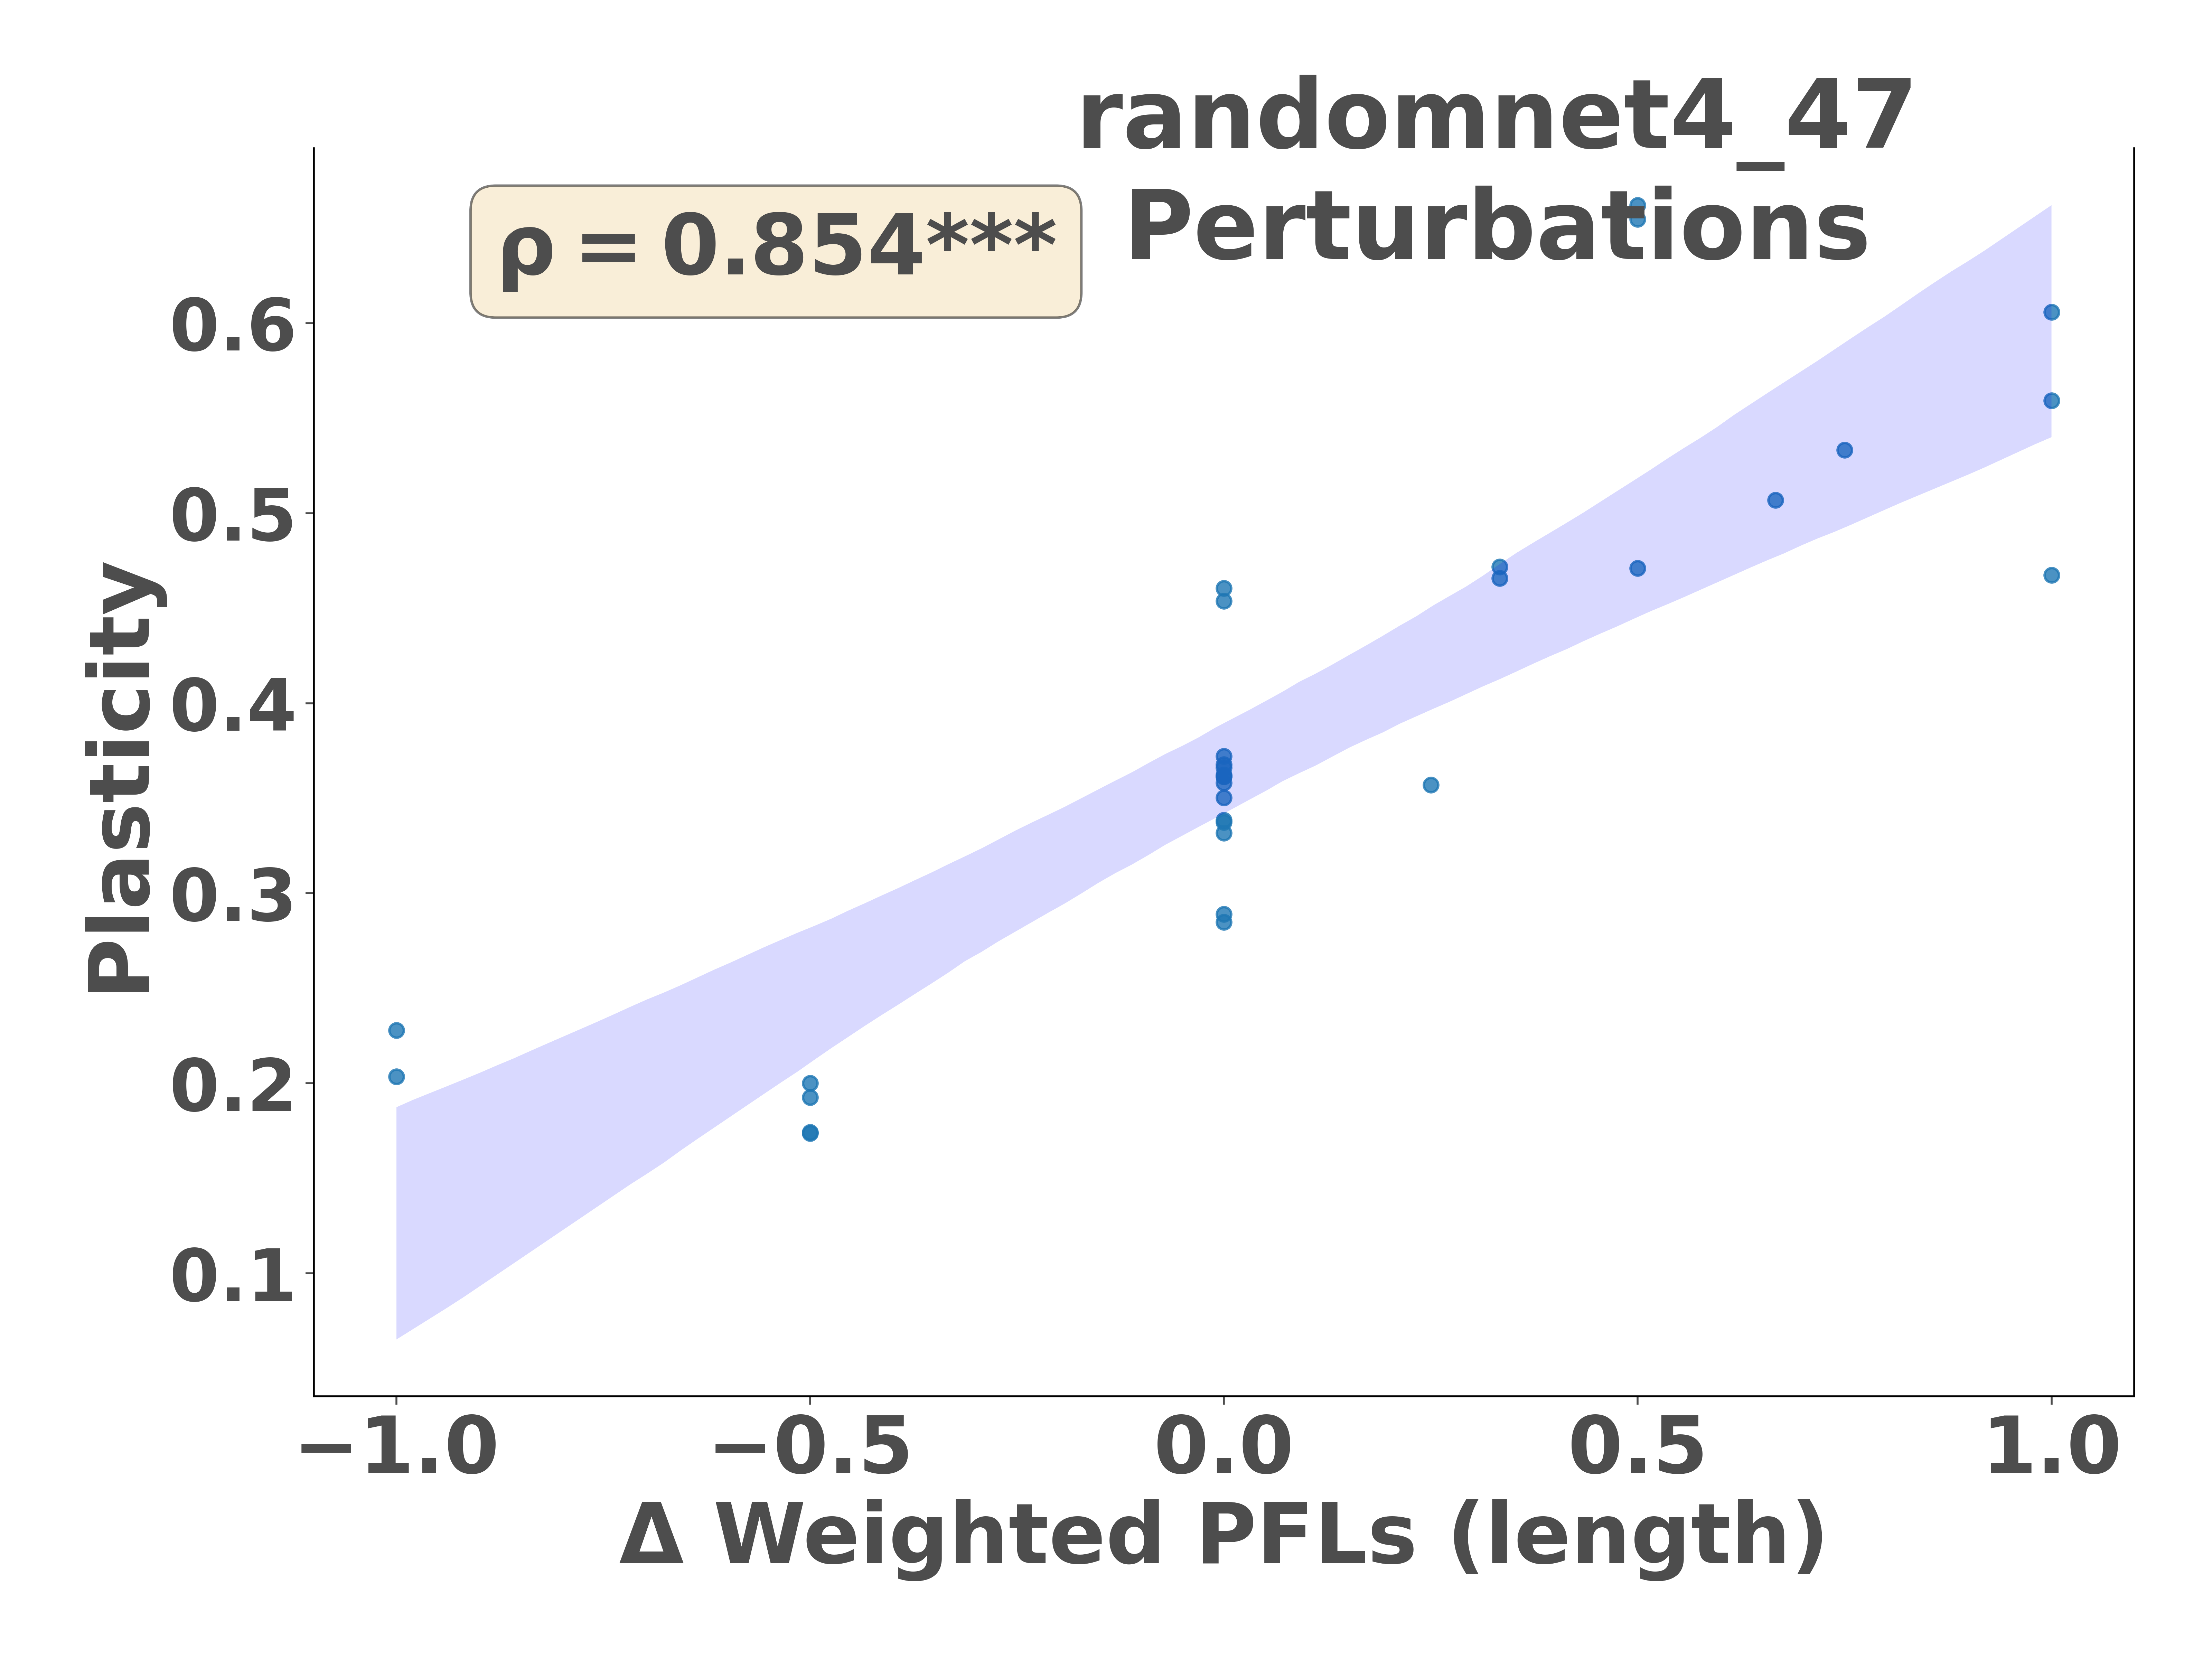 randomnet4_47
Perturbations
ρ = 0.854***
Plasticity
0.6
0.5
0.4
0.3
0.2
0.1
−1.0
−0.5
0.0
0.5
1.0
Δ Weighted PFLs (length)